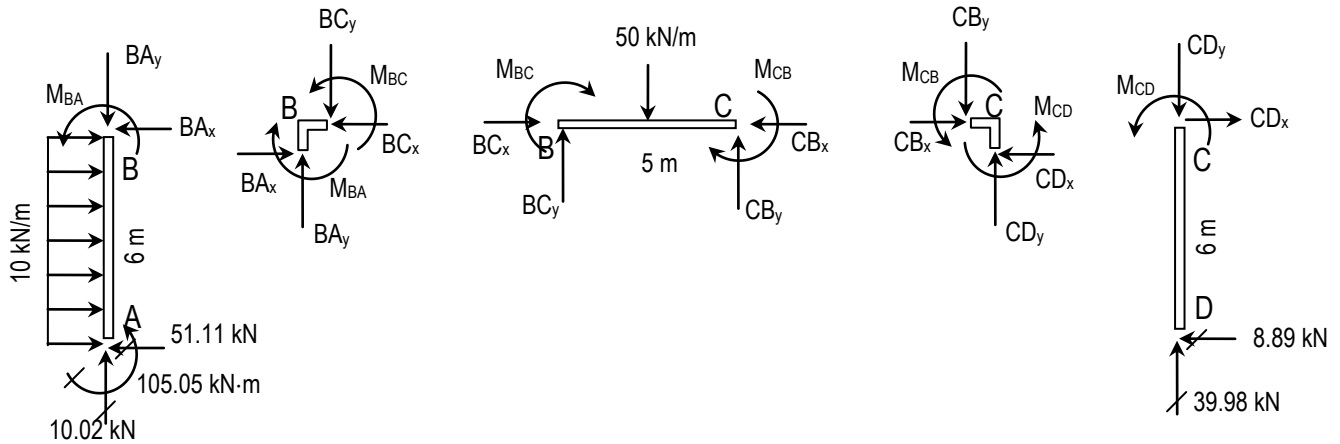 BAy
MBA
BAx
B
10 kN/m
6 m
A
51.11 kN
105.05 kN·m
10.02 kN
BCy
MBC
B
BCx
BAx
MBA
BAy
50 kN/m
MBC
MCB
C
BCx
B
5 m
CBx
BCy
CBy
CBy
MCB
C
MCD
CBx
CDx
CDy
CDy
MCD
CDx
C
6 m
D
8.89 kN
39.98 kN